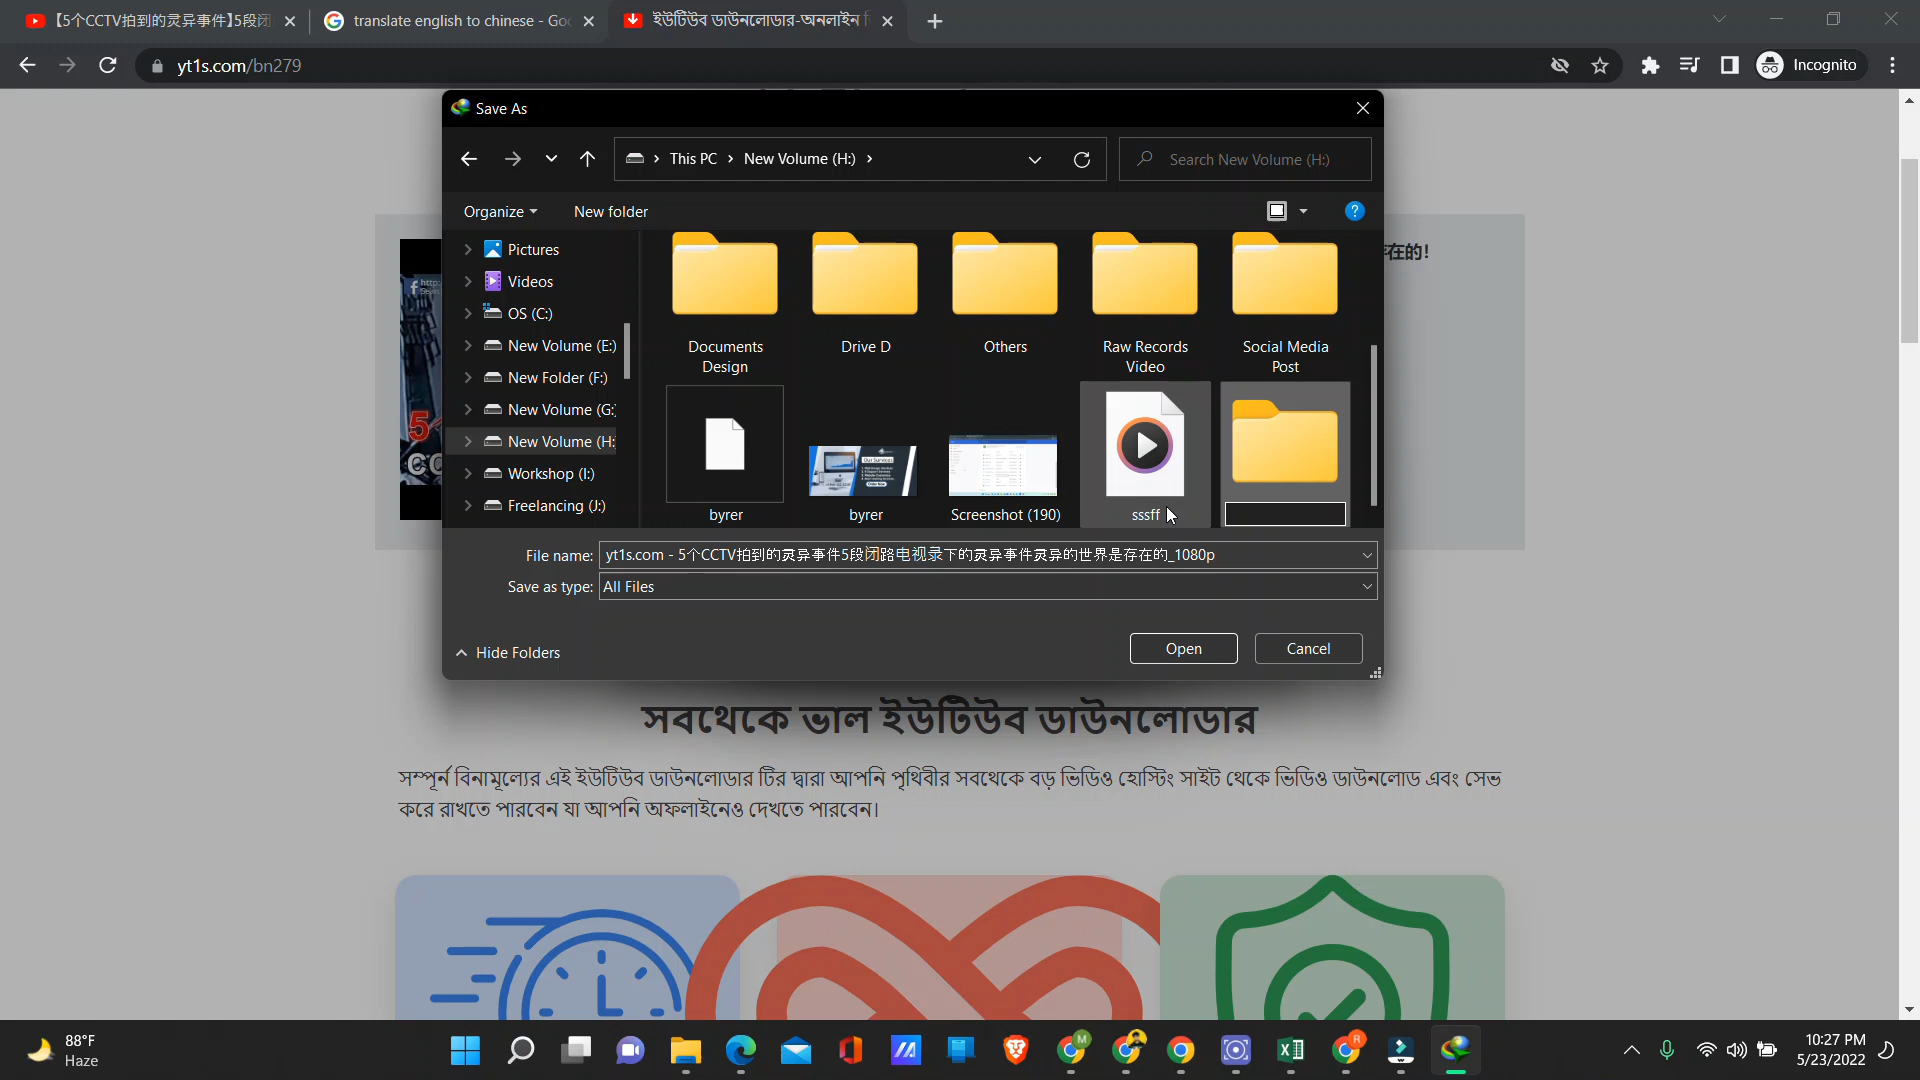 【5个CCTV拍到的灵异事件】5段闭
translate english to chinese - Goo
ইউটিউব ডাউনলোডার-অনলাইন
yt1s.com/bn279
Incognito
Save As
This PC
New Volume (H:)
Search New Volume (H:)
Organize
New folder
存在的!
Pictures
Videos
OS (C:)
New Volume (E:)
New Folder (F:)
New Volume (G:)
New Volume (H:
Workshop (I:)
Freelancing (J:)
Documents Design
Drive D
Others
Raw Records Video
Social Media Post
Our Services
byrer
byrer
Screenshot (190)
sssff
File name:
yt1s.com - 5个CCTV拍到的灵异事件5段闭路电视录下的灵异事件灵异的世界是存在的_1080p
Save as type:
All Files
Hide Folders
Open
Cancel
সবথেকে ভাল ইউটিউব ডাউনলোডার
সম্পূর্ন বিনামূল্যের এই ইউটিউব ডাউনলোডার টির দ্বারা আপনি পৃথিবীর সবথেকে বড় ভিডিও হোস্টিং সাইট থেকে ভিডিও ডাউনলোড এবং সেভ
করে রাখতে পারবেন যা আপনি অফলাইনেও দেখতে পারবেন।
88°F
Haze
10:27 PM
5/23/2022